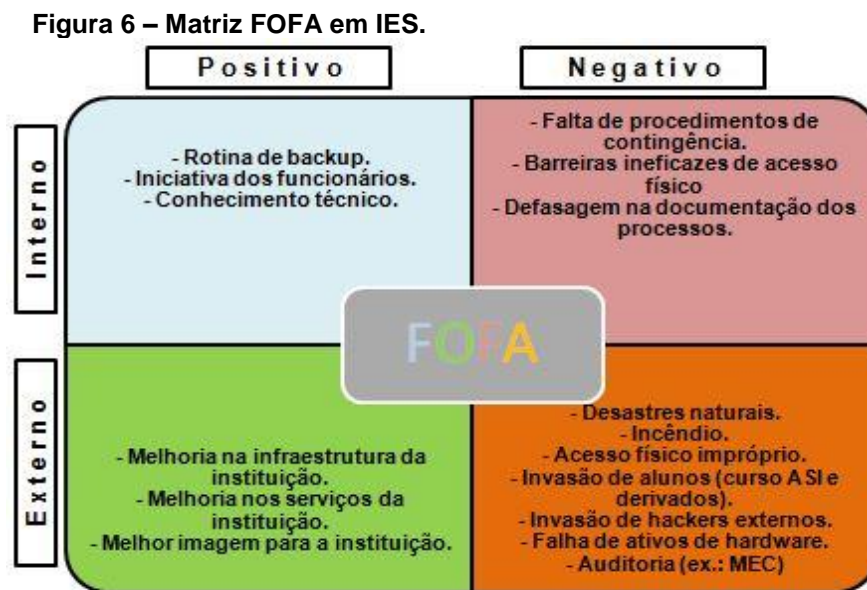 Figura 6 – Matriz FOFA em IES.
Positivo
Negativo
Interno
- Rotina de backup.
- Iniciativa dos funcionários.
- Conhecimento técnico.
- Falta de procedimentos de
contingência.
- Barreiras ineficazes de acesso
físico
- Defasagem na documentação dos
processos.
FOFA
Externo
- Melhoria na infraestrutura da
instituição.
- Melhoria nos serviços da
instituição.
- Melhor imagem para a instituição.
- Desastres naturais.
- Incêndio.
- Acesso físico impróprio.
- Invasão de alunos (curso ASI e
derivados).
- Invasão de hackers externos.
- Falha de ativos de hardware.
- Auditoria (ex.: MEC)